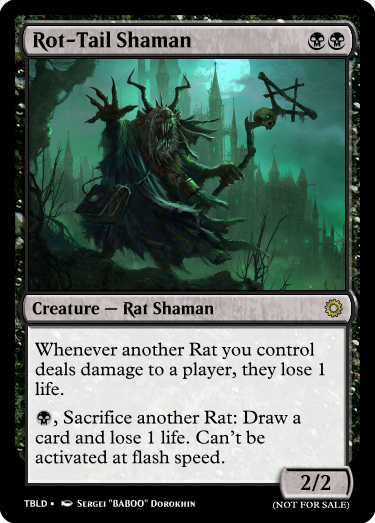 Rot-Tail Shaman
Creature — Rat Shaman
Whenever another Rat you control
deals damage to a player, they lose 1
life.
, Sacrifice another Rat: Draw a
card and lose 1 life. Can't be
activated at flash speed.
2/2
TBLD • Sergei "BABOO" Dorokhin
(NOT FOR SALE)